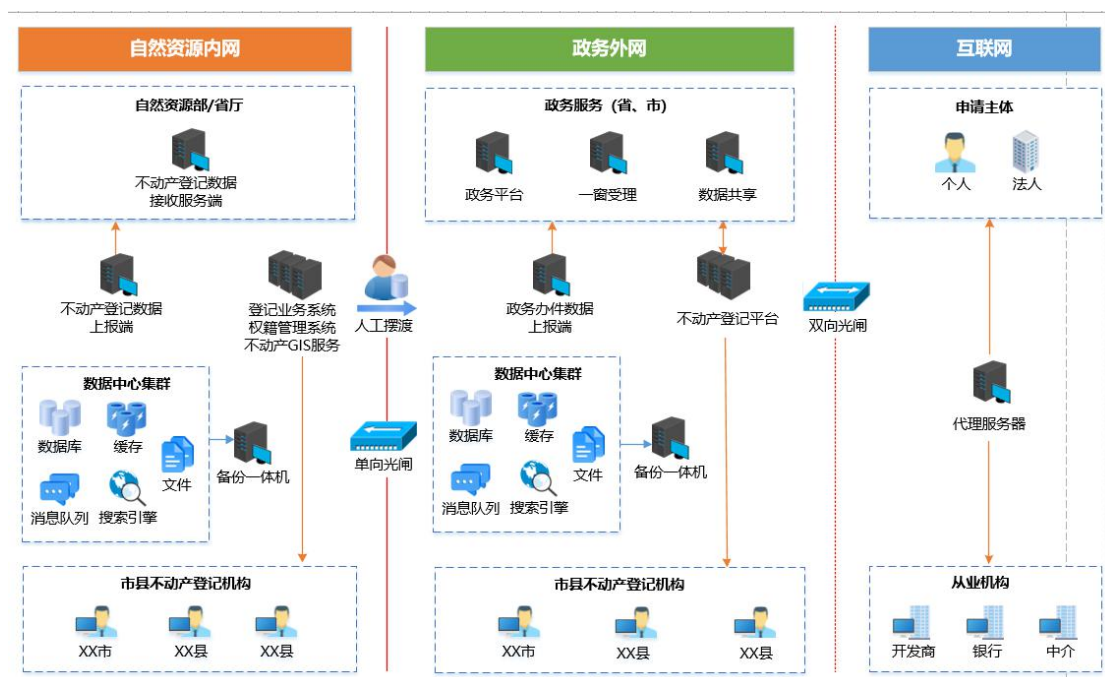 自然资源内网
政务外网
互联网
自然资源部/省厅
不动产登记数据
接收服务端
政务服务（省、市）
政务平台
一窗受理
数据共享
申请主体
个人
法人
不动产登记数据
上报端
登记业务系统
权籍管理系统
不动产GIS服务
人工摆渡
政务办件数据
上报端
不动产登记平台
双向光闸
数据中心集群
数据库
缓存
文件
消息队列
搜索引擎
备份一体机
单向光闸
数据中心集群
数据库
缓存
文件
消息队列
搜索引擎
备份一体机
代理服务器
市县不动产登记机构
XX市
XX县
XX县
市县不动产登记机构
XX市
XX县
XX县
从业机构
开发商
银行
中介